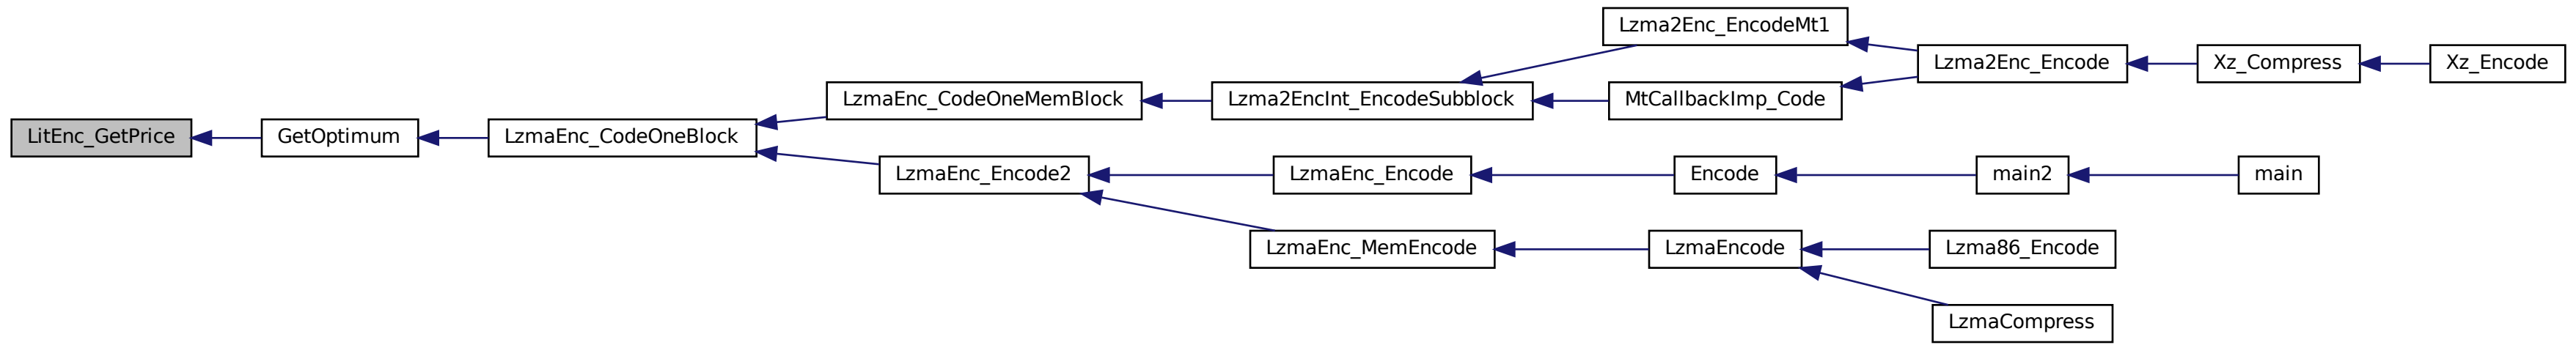 Lzma2Enc_EncodeMt1
Lzma2Enc_Encode
Xz_Compress
Xz_Encode
LzmaEnc_CodeOneMemBlock
Lzma2EncInt_EncodeSubblock
MtCallbackImp_Code
LitEnc_GetPrice
GetOptimum
LzmaEnc_CodeOneBlock
LzmaEnc_Encode2
LzmaEnc_Encode
Encode
main2
main
LzmaEnc_MemEncode
LzmaEncode
Lzma86_Encode
LzmaCompress